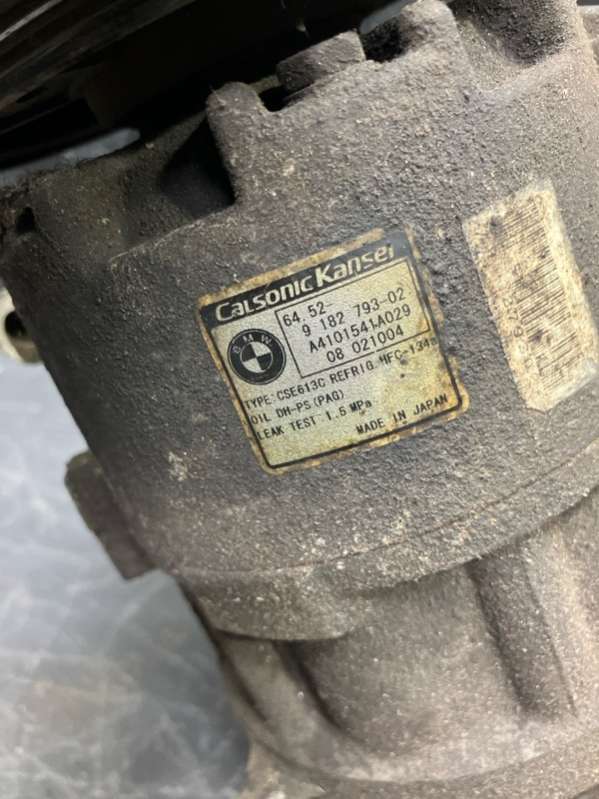 Calsonic Kansei
BMW
64.52-
9 182 793-02
A4101541A029
08 021004
TYPE: CSE613C REFRIG. HFC-134a
OIL DH-PS (PAG)
LEAK TEST 1.5 MPa
MADE IN JAPAN